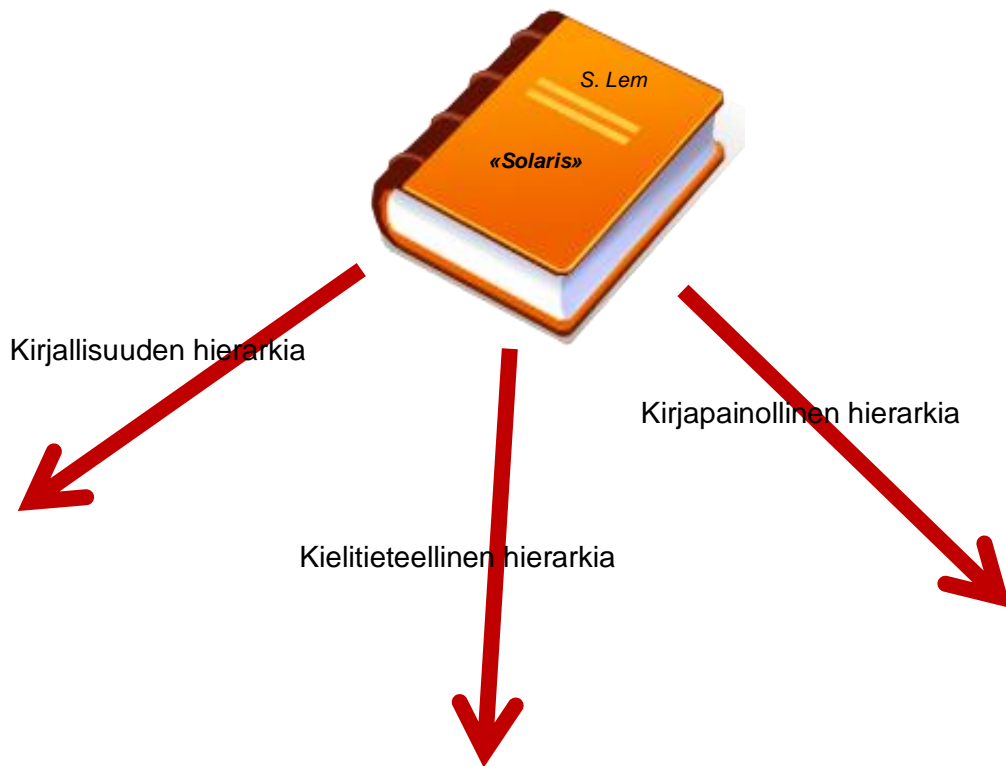 S. Lem
«Solaris»
Kirjallisuuden hierarkia
Kirjapainollinen hierarkia
Kielitieteellinen hierarkia